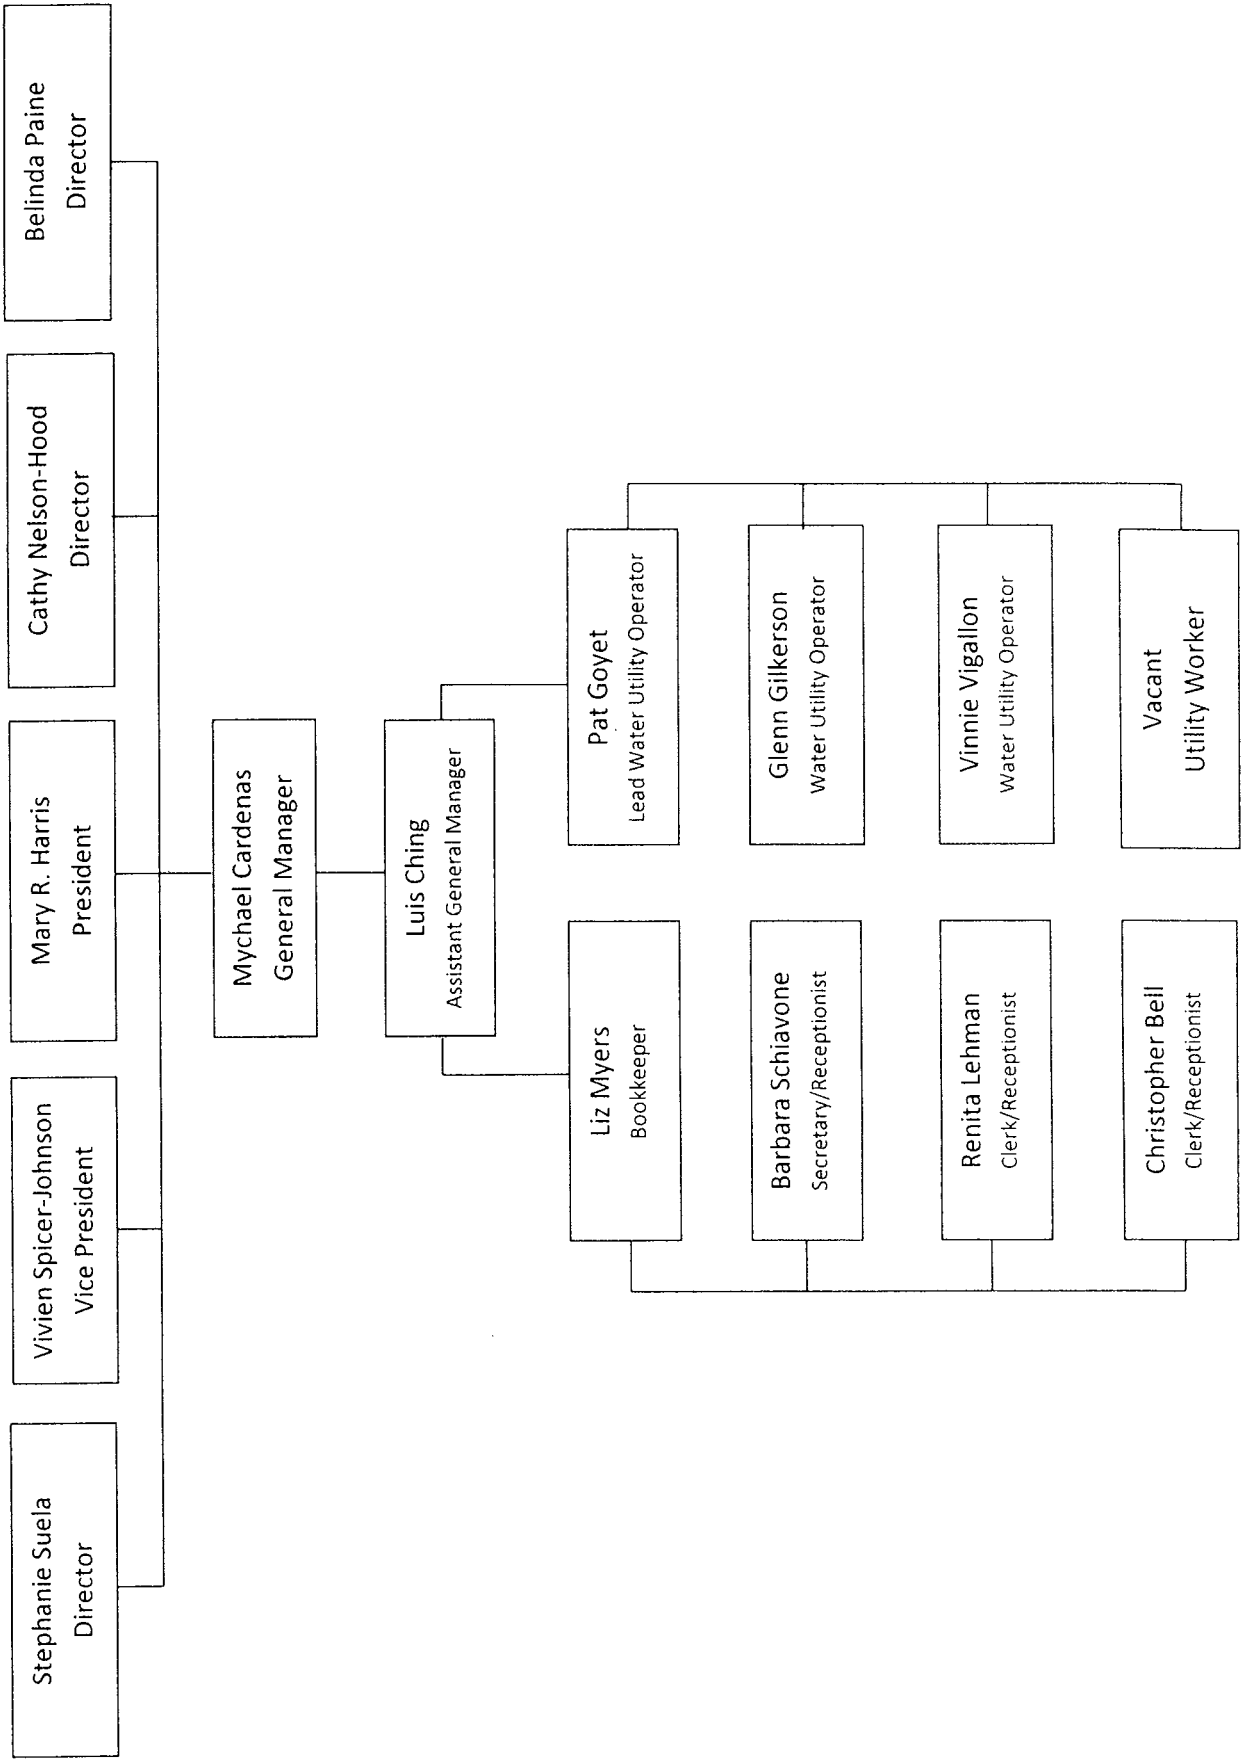 Stephanie Suela
Director
Vivien Spicer-Johnson
Vice President
Mary R. Harris
President
Cathy Nelson-Hood
Director
Belinda Paine
Director
Mychael Cardenas
General Manager
Luis Ching
Assistant General Manager
Liz Myers
Bookkeeper
Pat Goyet
Lead Water Utility Operator
Barbara Schiavone
Secretary/Receptionist
Glenn Gilkerson
Water Utility Operator
Renita Lehman
Clerk/Receptionist
Vinnie Vigallon
Water Utility Operator
Christopher Bell
Clerk/Receptionist
Vacant
Utility Worker